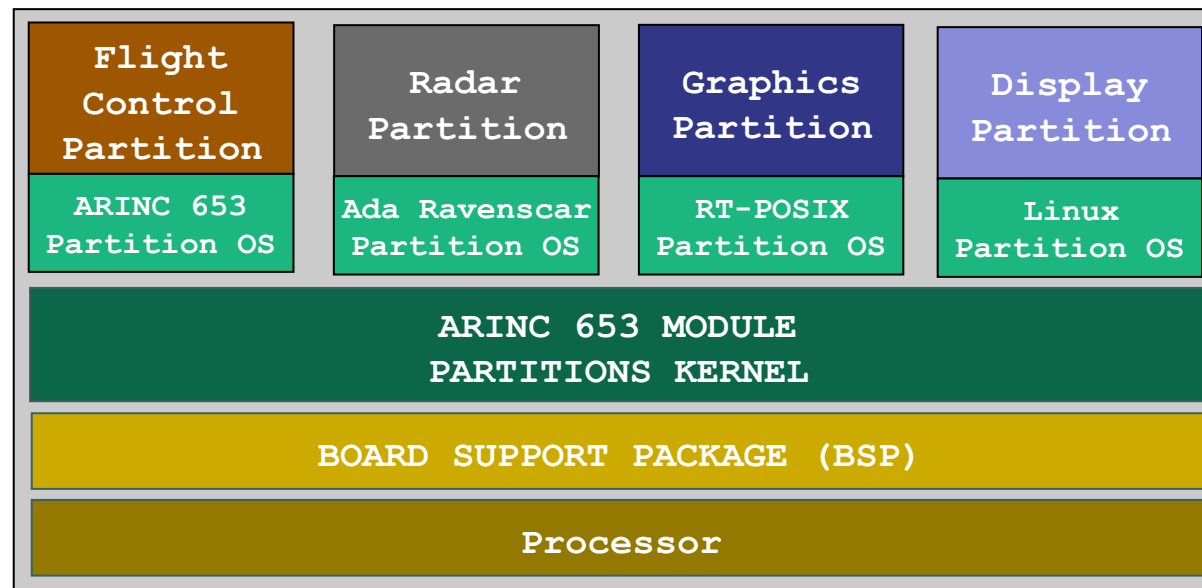 Flight
Control
Partition
ARINC 653
Partition OS
Radar
Partition
Ada Ravenscar
Partition OS
Graphics
Partition
RT-POSIX
Partition OS
Display
Partition
Linux
Partition OS
ARINC 653 MODULE
PARTITIONS KERNEL
BOARD SUPPORT PACKAGE (BSP)
Processor